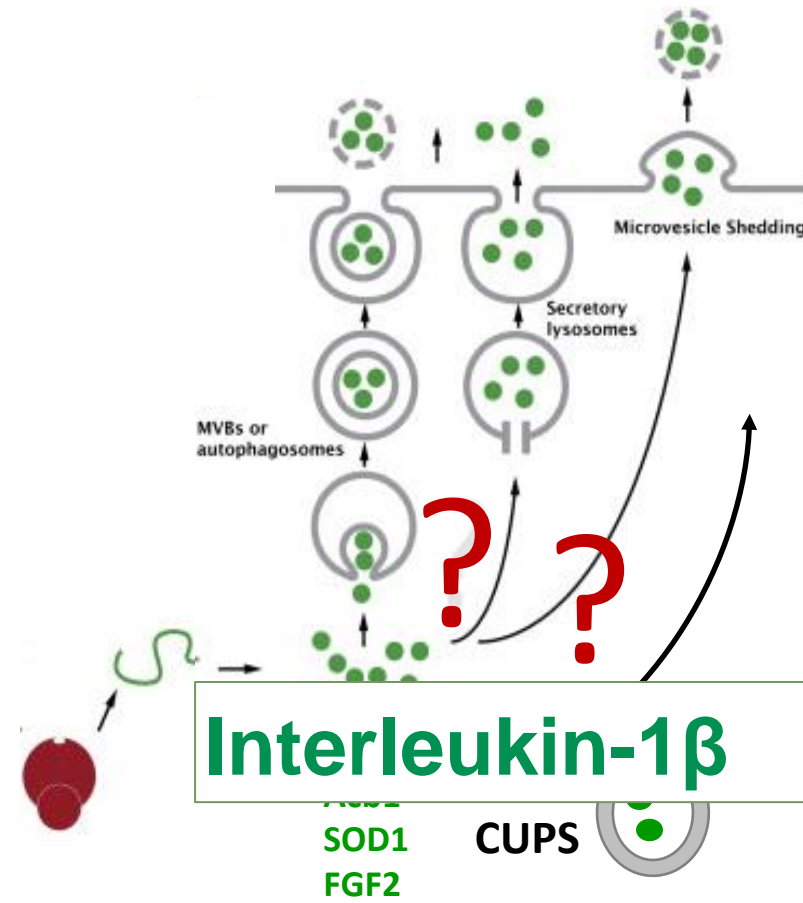 Microvesicle Shedding
Secretory
lysosomes
MVBs or
autophagosomes
?
?
Interleukin-1β
SOD1
CUPS
FGF2